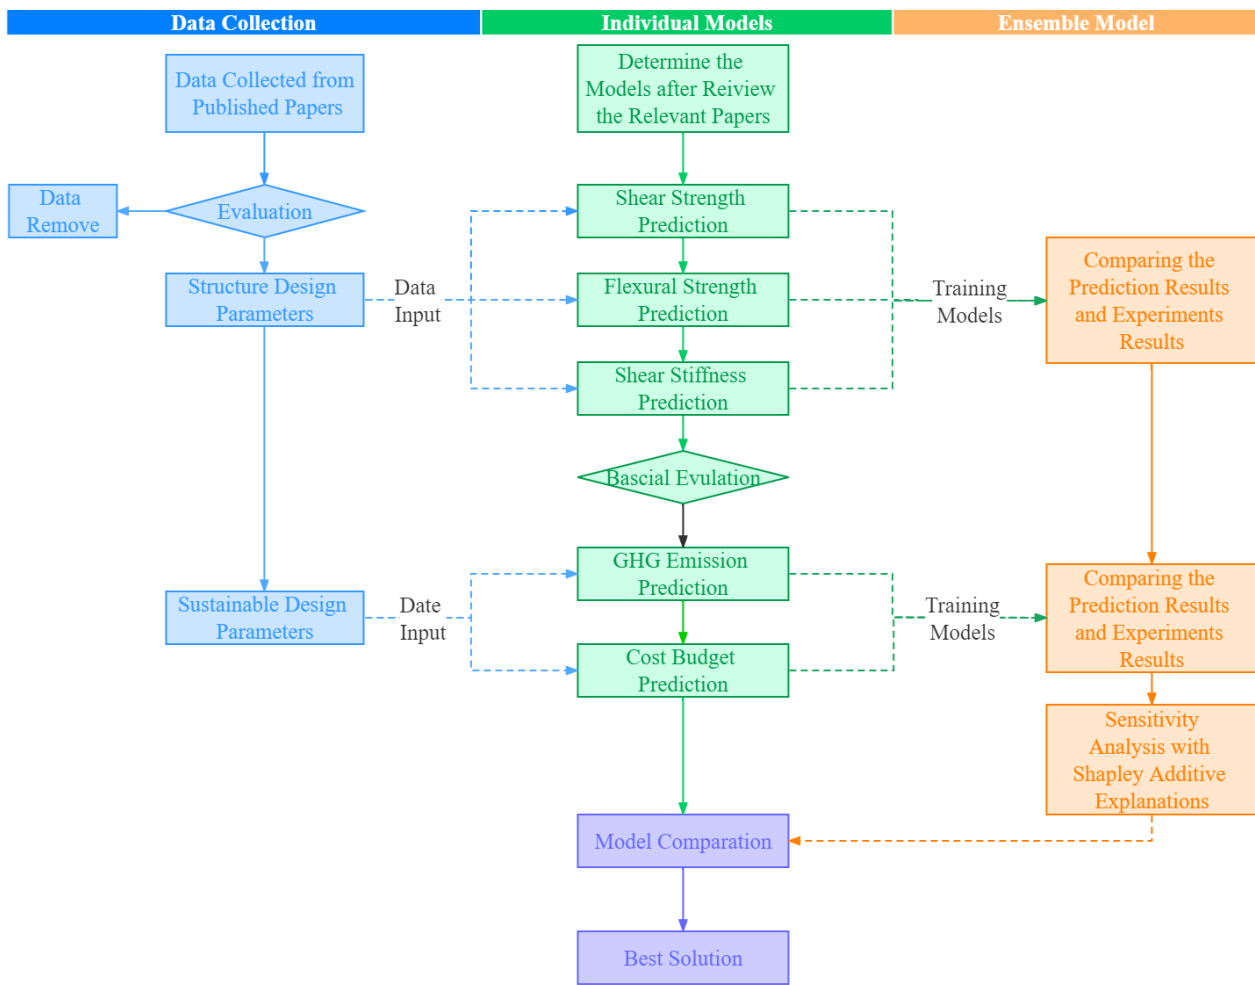 Data Collection
Individual Models
Ensemble Model
Data Collected from
Published Papers
Determine the
Models after Reiview
the Relevant Papers
Data
Remove
Evaluation
Shear Strength
Prediction
Structure Design
Parameters
Data
Input
Flexural Strength
Prediction
Training
Models
Comparing the
Prediction Results
and Experiments
Results
Shear Stiffness
Prediction
Bascial Evulation
GHG Emission
Prediction
Sustainable Design
Parameters
Date
Input
Training
Models
Comparing the
Prediction Results
and Experiments
Results
Cost Budget
Prediction
Sensitivity
Analysis with
Shapley Additive
Explanations
Model Comparation
Best Solution